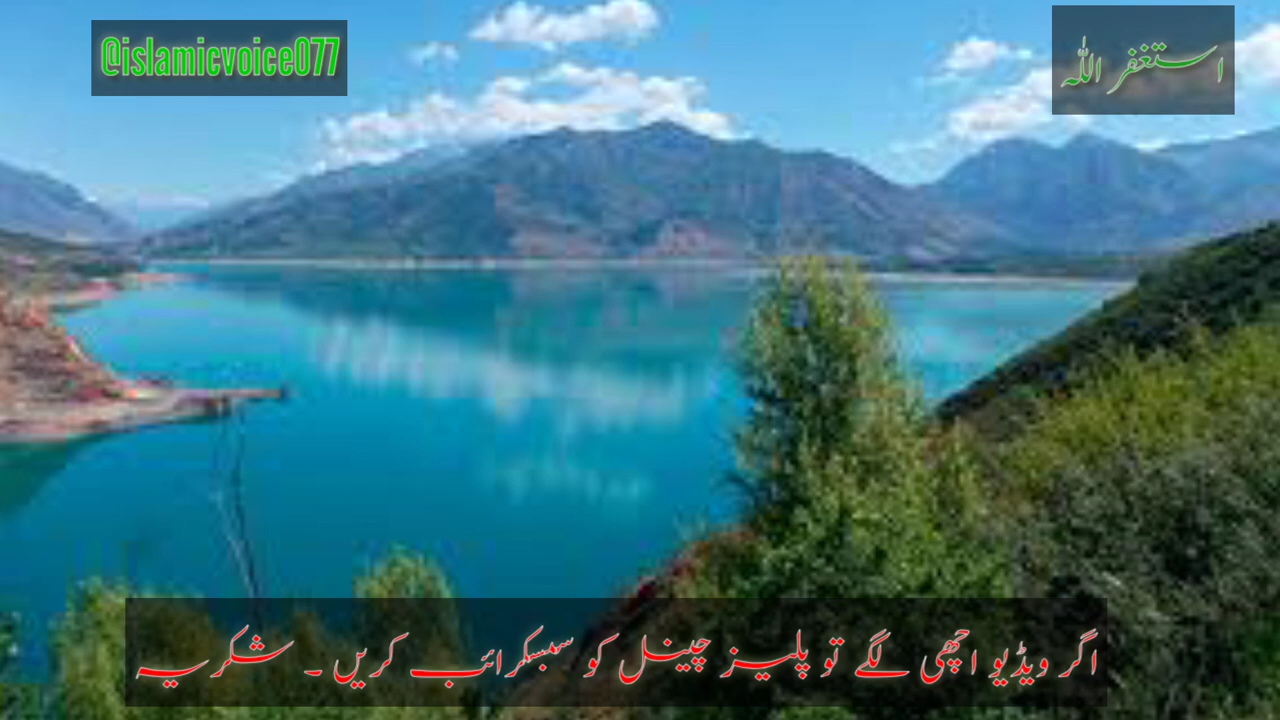 @islamicvoice077
استغفر اللہ
اگر ویڈیو اچھی لگے تو پلیز چینل کو سبسکرائب کریں ۔ شکریہ